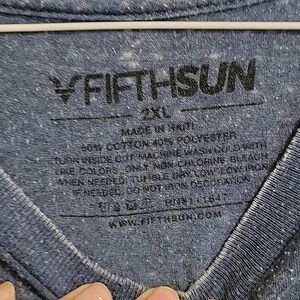 FIFTHSUN
2XL
MADE IN HAITI
60% COTTON 40% POLYESTER
TURN INSIDE OUT MACHINE WASH COLD WITH
LIKE COLORS. ONLY NON-CHLORINE BLEACH
WHEN NEEDED. TUMBLE DRY LOW. LOW IRON
IF NEEDED. DO NOT IRON DECORATION.
WWW.FIFTHSUN.COM